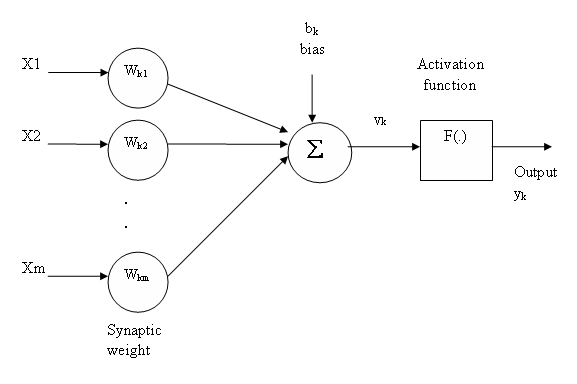 b_k
bias
X1
W_k1
Activation
function
X2
W_k2
Σ
v_k
F(.)
Output
y_k
.
.
Xm
W_km
Synaptic
weight